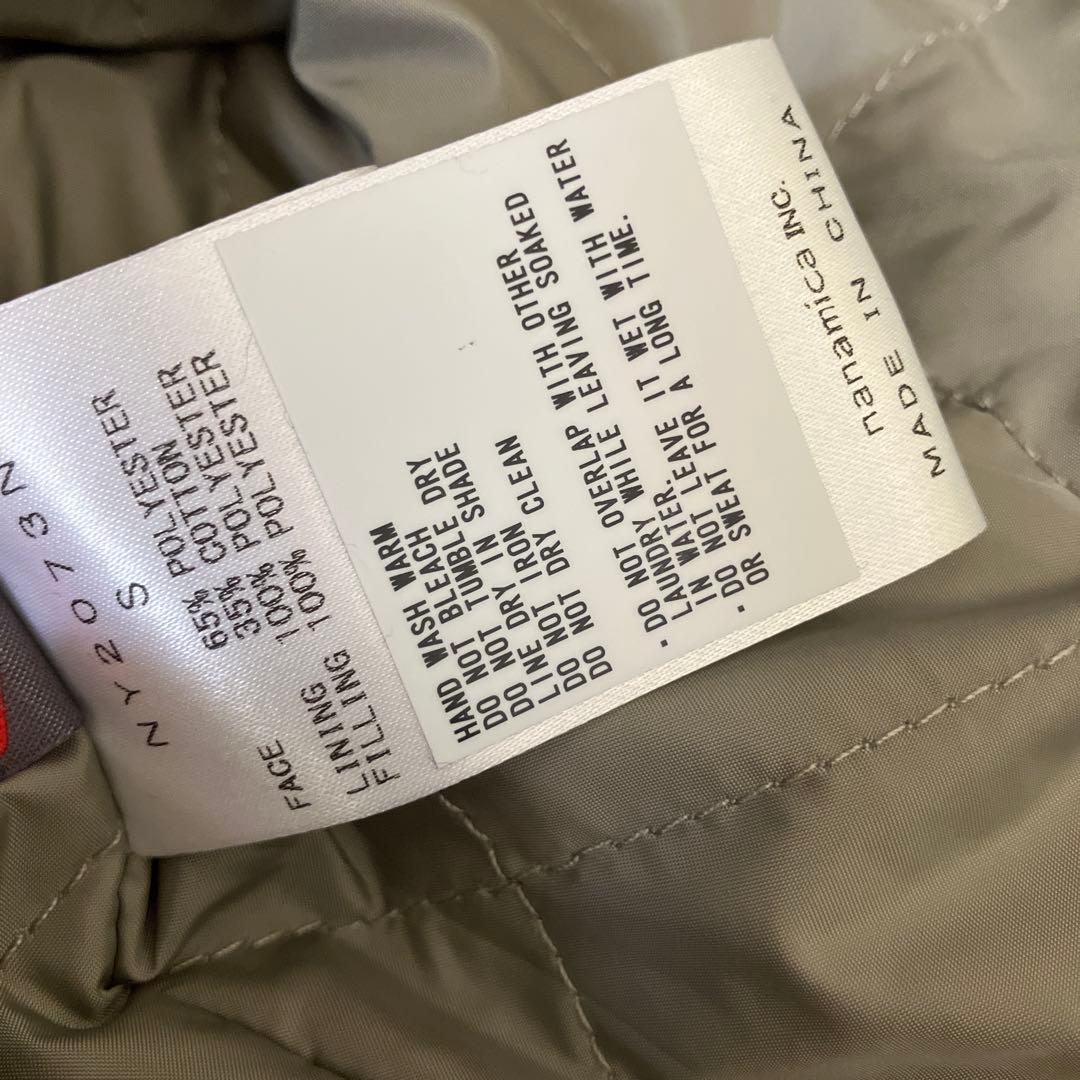 NY2073N
S
FACE 65% POLYESTER
35% COTTON
LINING 100% POLYESTER
FILLING 100% POLYESTER
HAND WASH WARM
DO NOT BLEACH
DO NOT TUMBLE DRY
LINE DRY IN SHADE
DO NOT IRON
DO NOT DRY CLEAN
· DO NOT OVERLAP WITH OTHER
LAUNDRY WHILE LEAVING SOAKED
IN WATER.
· DO NOT LEAVE IT WET WITH WATER
OR SWEAT FOR A LONG TIME.
nanamica INC.
MADE IN CHINA